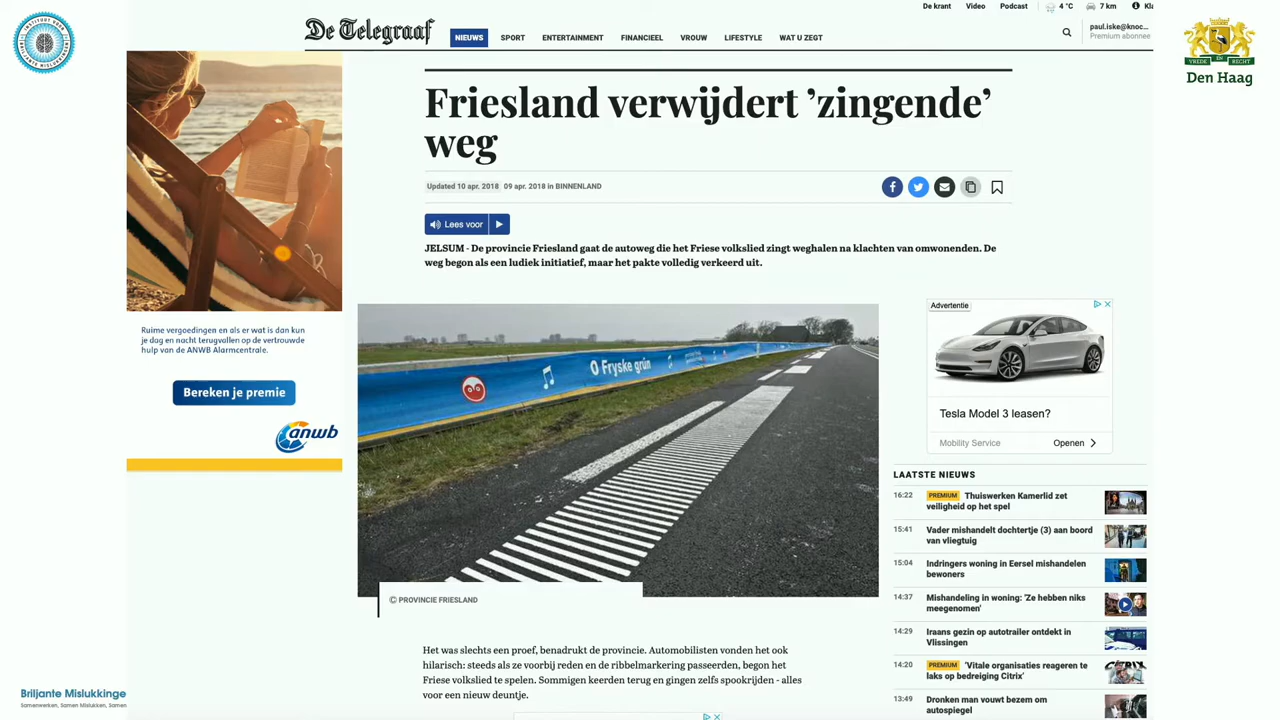 De krant Video Podcast 4 °C 7 km
INSTITUUT VOOR
De Telegraaf
NIEUWS SPORT ENTERTAINMENT FINANCIEEL VROUW LIFESTYLE WAT U ZEGT
paul.iske@knoc...
Premium abonnee
VREDE EN RECHT
Den Haag
Friesland verwijdert ’zingende’
weg
Updated 10 apr. 2018 09 apr. 2018 in BINNENLAND
Lees voor
JELSUM - De provincie Friesland gaat de autoweg die het Friese volkslied zingt weghalen na klachten van omwonenden. De
weg begon als een ludiek initiatief, maar het pakte volledig verkeerd uit.
Ruime vergoedingen en als er wat is dan kun
je dag en nacht terugvallen op de vertrouwde
hulp van de ANWB Alarmcentrale.
Bereken je premie
anwb
O Fryske grûn
© PROVINCIE FRIESLAND
Het was slechts een proef, benadrukt de provincie. Automobilisten vonden het ook
hilarisch: steeds als ze voorbij reden en de ribbelmarkering passeerden, begon het
Friese volkslied te spelen. Sommigen keerden terug en gingen zelfs spookrijden - alles
voor een nieuw deuntje.
Advertentie
Tesla Model 3 leasen?
Mobility Service Openen
LAATSTE NIEUWS
16:22 PREMIUM Thuiswerken Kamerlid zet
veiligheid op het spel
15:41 Vader mishandelt dochtertje (3) aan boord
van vliegtuig
15:04 Indringers woning in Eersel mishandelen
bewoners
14:37 Mishandeling in woning: ’Ze hebben niks
meegenomen’
14:29 Iraans gezin op autotrailer ontdekt in
Vlissingen
14:20 PREMIUM ’Vitale organisaties reageren te
laks op bedreiging Citrix’
13:49 Dronken man vouwt bezem om
autospiegel
Briljante Mislukkingen
Samenwerken, Samen Mislukken, Samen